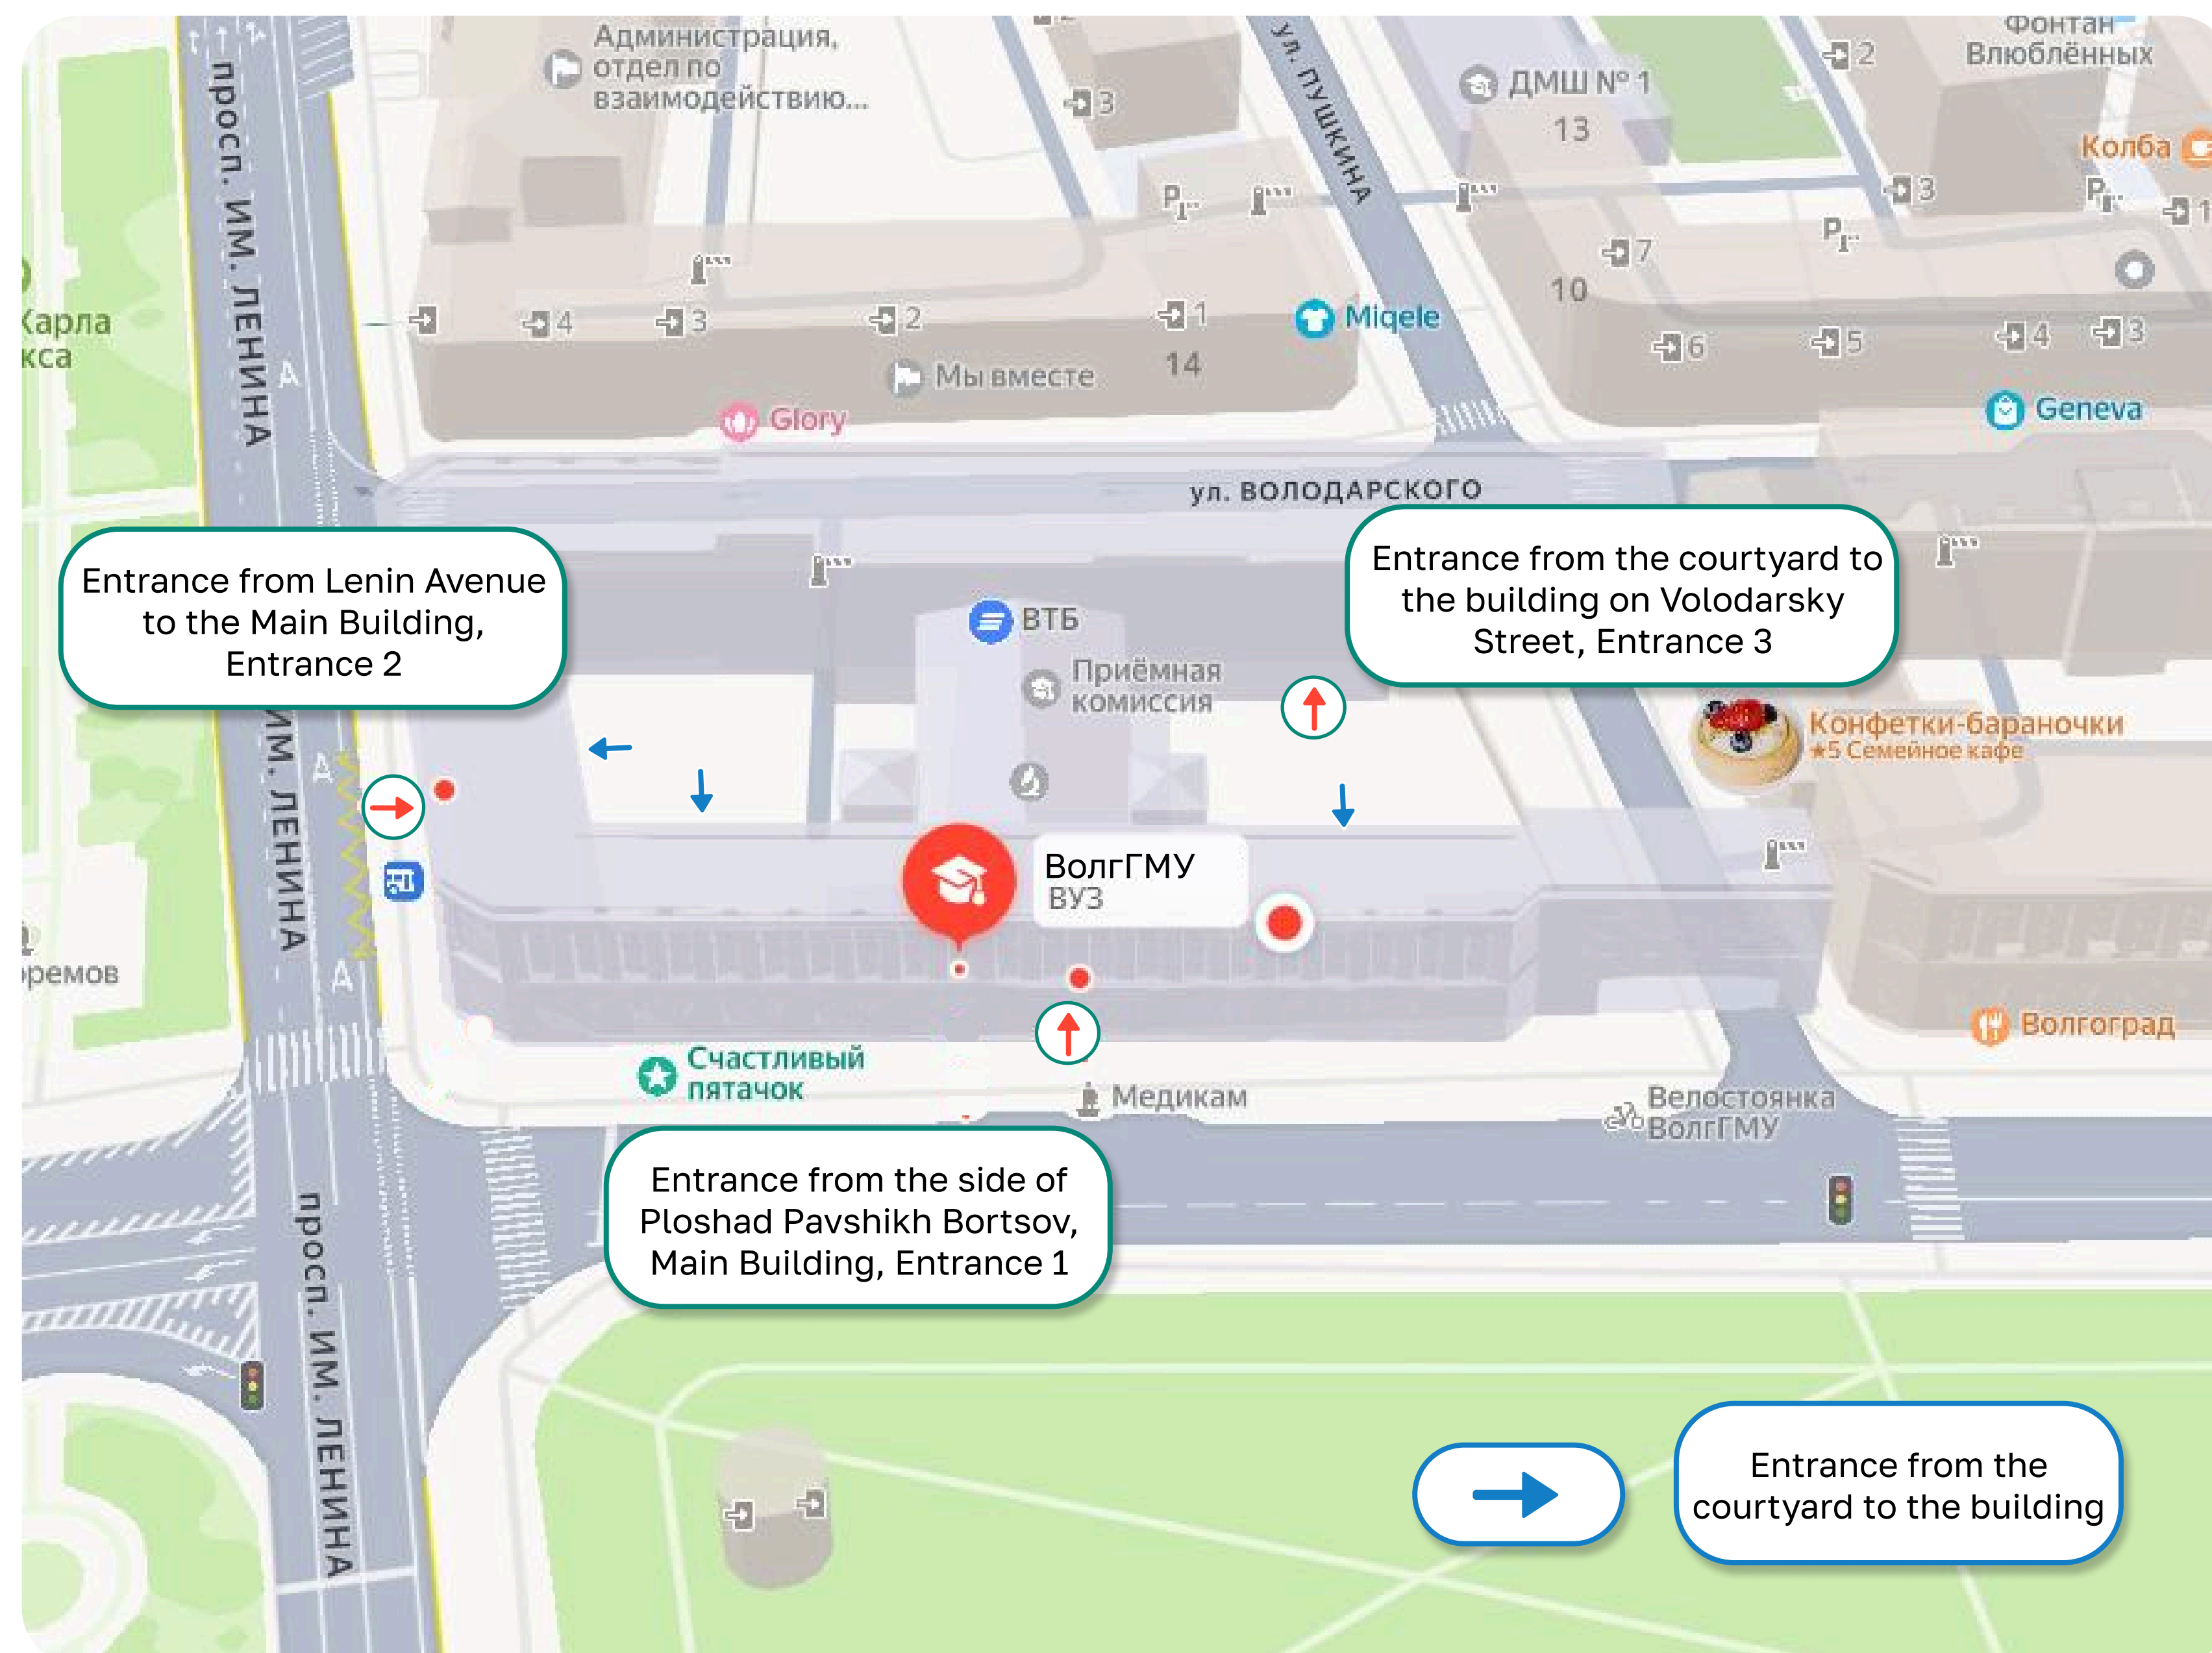 Администрация,
отдел по
взаимодействию...
2
3
ул. ПУШКИНА
ДМШ № 1
13
2
Фонтан
Влюблённых
Колба
3
1
7
10
4
3
2
1
Miqele
6
5
4
3
Мы вместе
14
Glory
Geneva
просп. ИМ. ЛЕНИНА
А
Карла
кса
ул. ВОЛОДАРСКОГО
Entrance from Lenin Avenue
to the Main Building,
Entrance 2
Entrance from the courtyard to
the building on Volodarsky
Street, Entrance 3
ВТБ
Приёмная
комиссия
Конфетки-бараночки
★5 Семейное кафе
ИМ. ЛЕНИНА
А
А
ВолгГМУ
ВУЗ
ремов
Волгоград
Счастливый
пятачок
Медикам
Велостоянка
ВолгГМУ
Entrance from the side of
Ploshad Pavshikh Bortsov,
Main Building, Entrance 1
просп. ИМ. ЛЕНИНА
Entrance from the
courtyard to the building